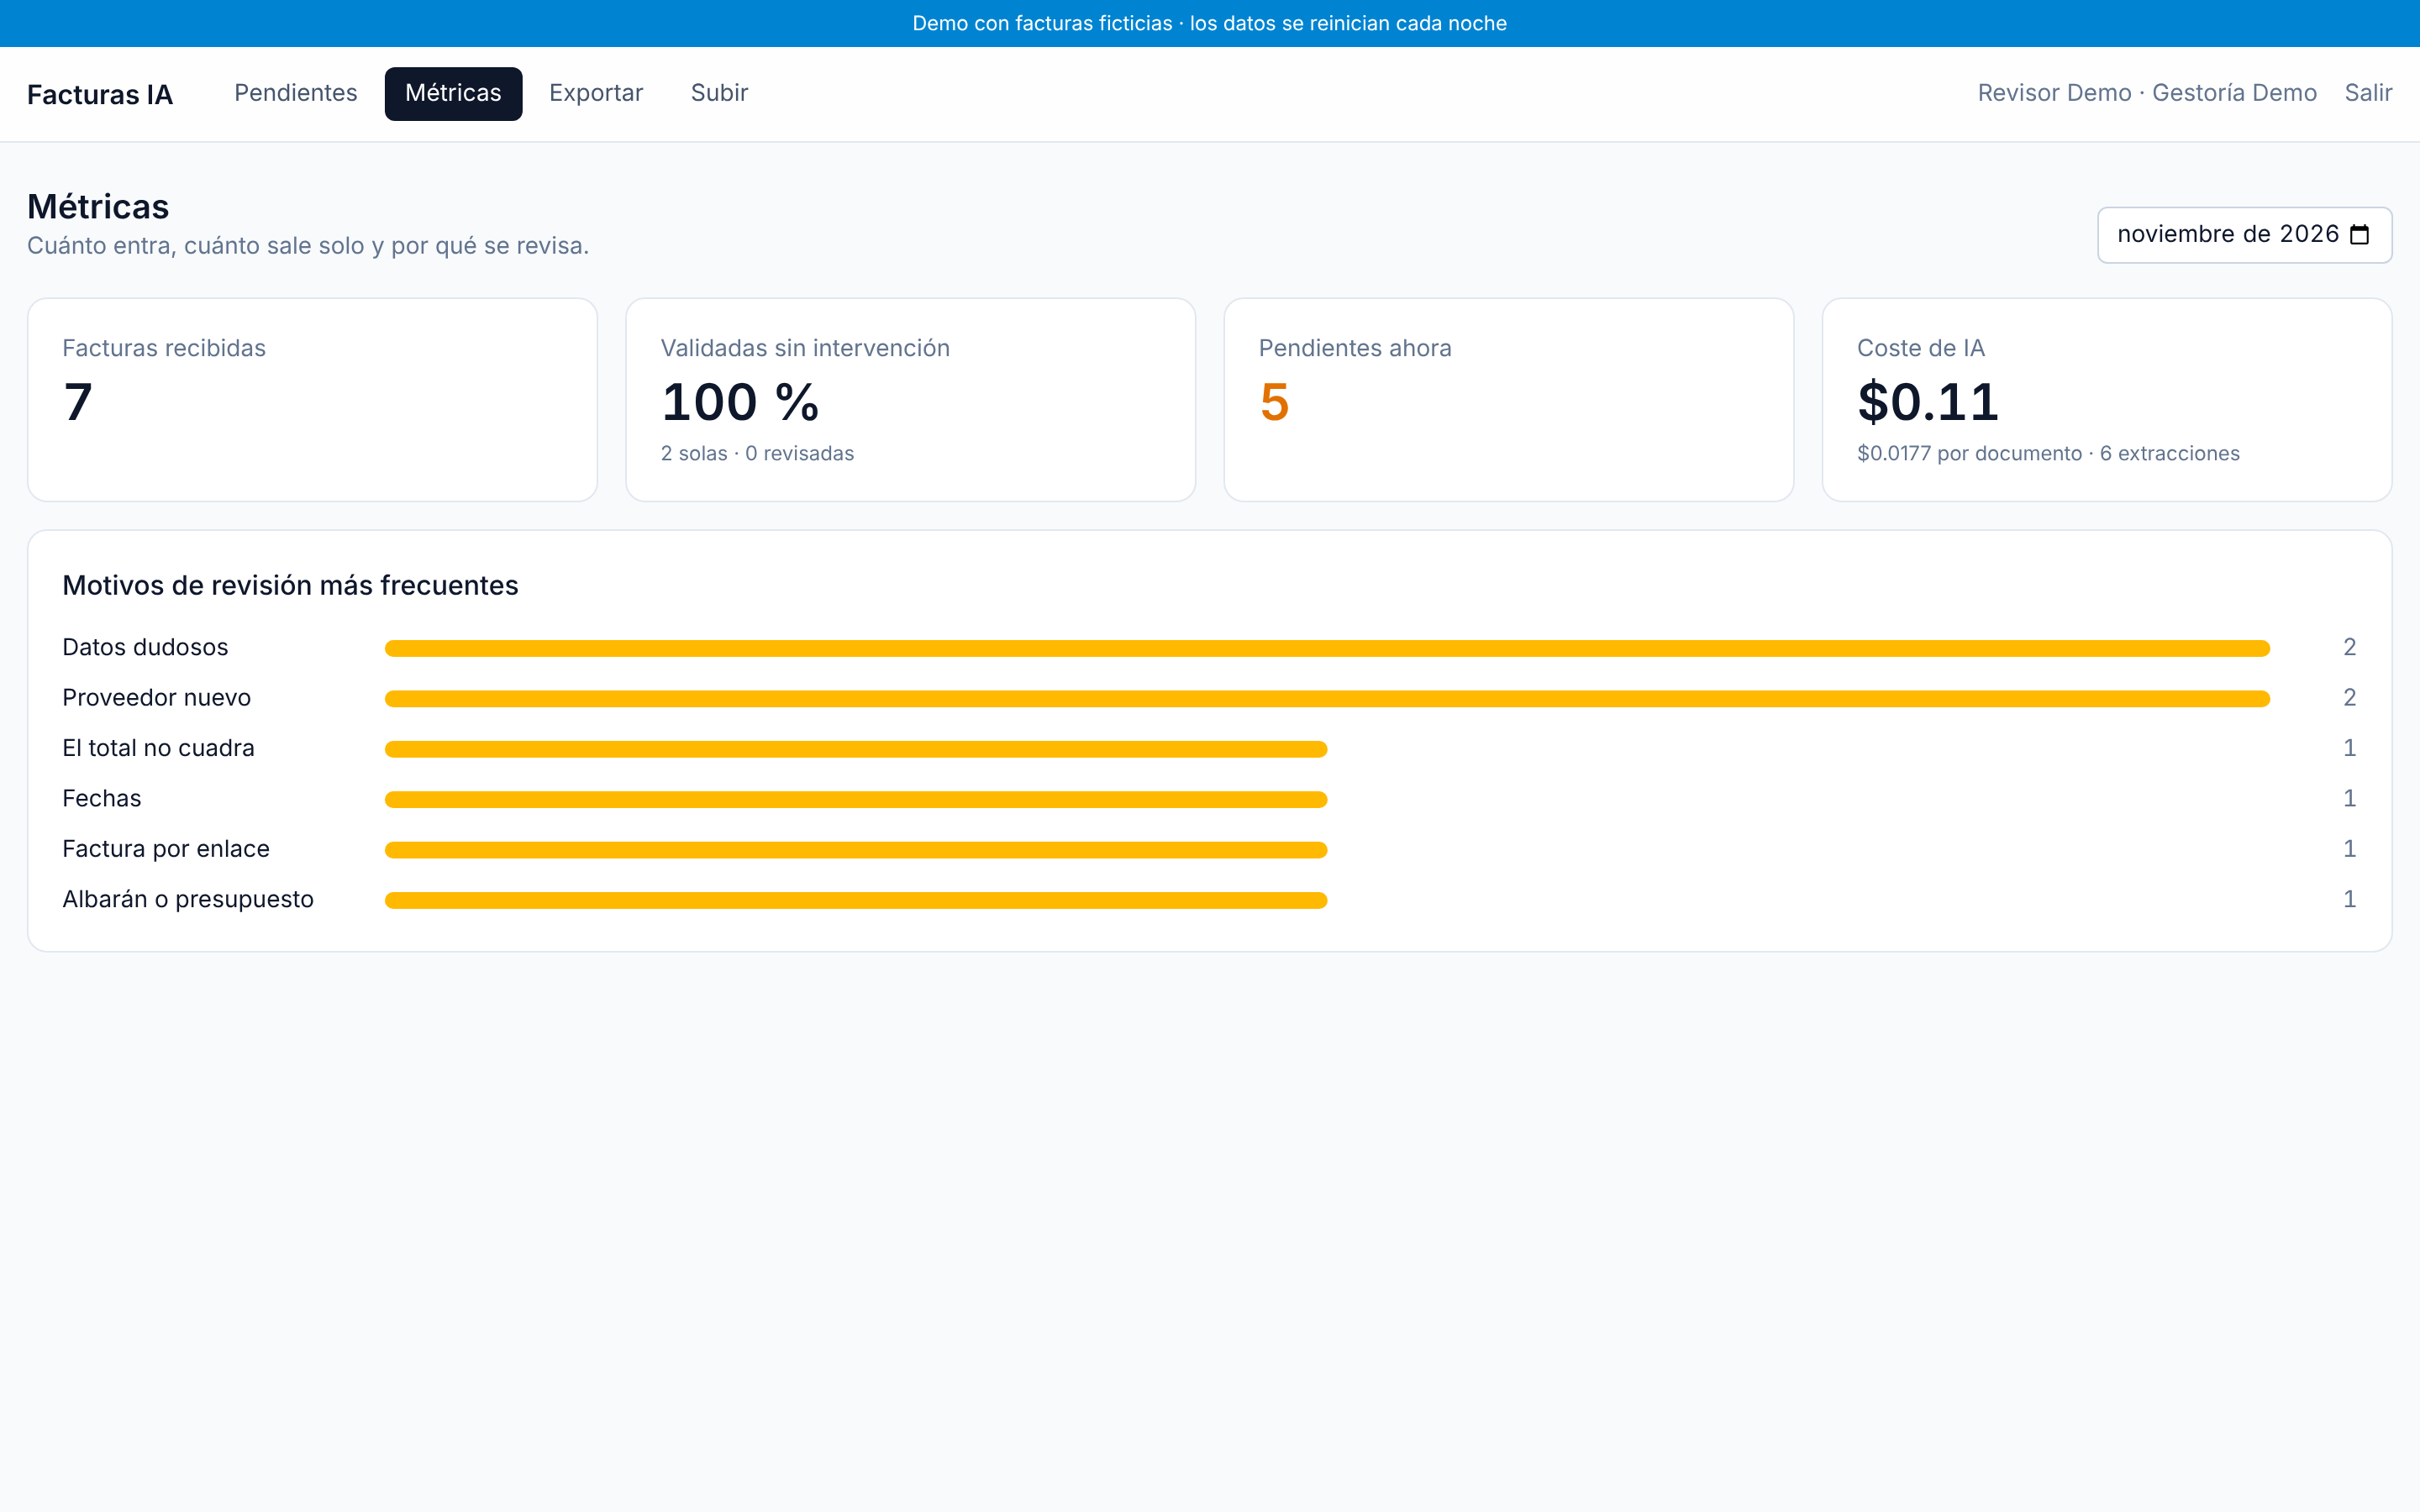 Demo con facturas ficticias · los datos se reinician cada noche
Facturas IA
Pendientes
Métricas
Exportar
Subir
Revisor Demo · Gestoría Demo
Salir
Métricas
Cuánto entra, cuánto sale solo y por qué se revisa.
noviembre de 2026
Facturas recibidas
7
Validadas sin intervención
100 %
2 solas · 0 revisadas
Pendientes ahora
5
Coste de IA
$0.11
$0.0177 por documento · 6 extracciones
Motivos de revisión más frecuentes
Datos dudosos 2
Proveedor nuevo 2
El total no cuadra 1
Fechas 1
Factura por enlace 1
Albarán o presupuesto 1